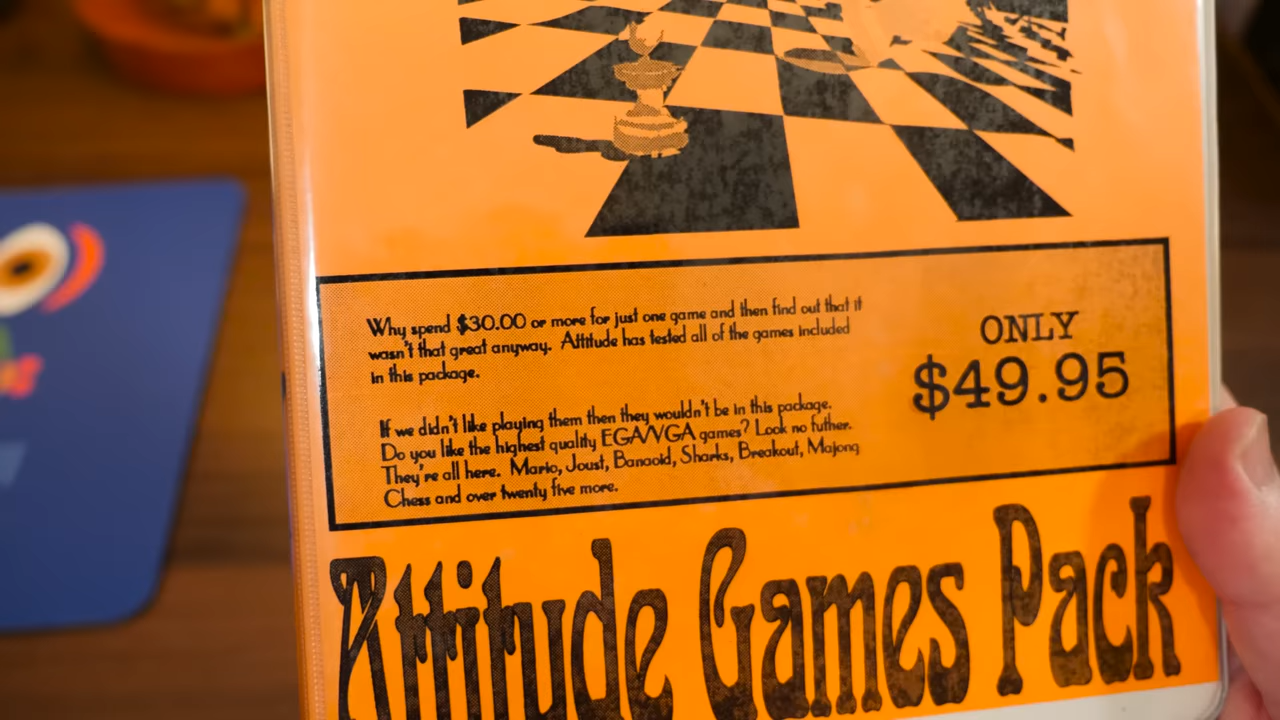 Why spend $30.00 or more for just one game and then find out that it
wasn't that great anyway. Attitude has tested all of the games included
in this package.
If we didn't like playing them then they wouldn't be in this package.
Do you like the highest quality EGA/VGA games? Look no futher.
They're all here. Mario, Joust, Banaoid, Sharks, Breakout, Majong
Chess and over twenty five more.
ONLY
$49.95
Attitude Games Pack